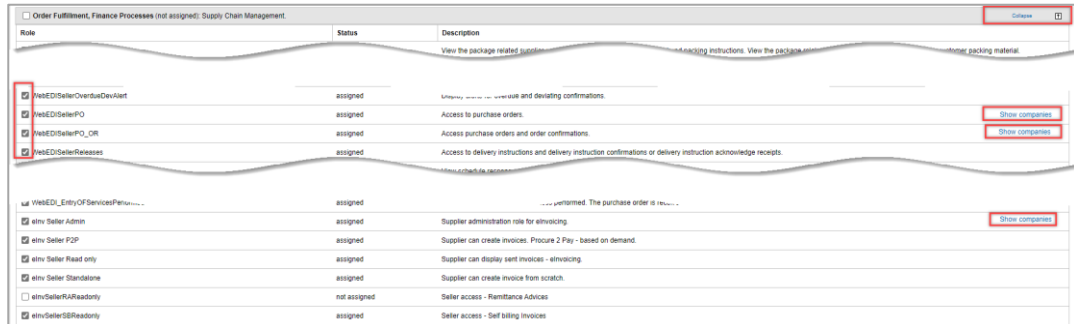 Order Fulfillment, Finance Processes (not assigned): Supply Chain Management. Collapse
Role Status Description
View the package related and packing instructions. View the package customer packing material.
WebEDISellerOverdueDevAlert assigned overdue and deviating confirmations.
WebEDISellerPO assigned Access to purchase orders. Show companies
WebEDISellerPO_OR assigned Access purchase orders and order confirmations. Show companies
WebEDISellerReleases assigned Access to delivery instructions and delivery instruction confirmations or delivery instruction acknowledge receipts.
assigned performed. The purchase order is
eInv Seller Admin assigned Supplier administration role for eInvoicing. Show companies
eInv Seller P2P assigned Supplier can create invoices. Procure 2 Pay - based on demand.
eInv Seller Read only assigned Supplier can display sent invoices - eInvoicing.
eInv Seller Standalone assigned Supplier can create invoice from scratch.
eInvSellerRAReadonly not assigned Seller access - Remittance Advices
eInvSellerSBReadonly assigned Seller access - Self billing Invoices